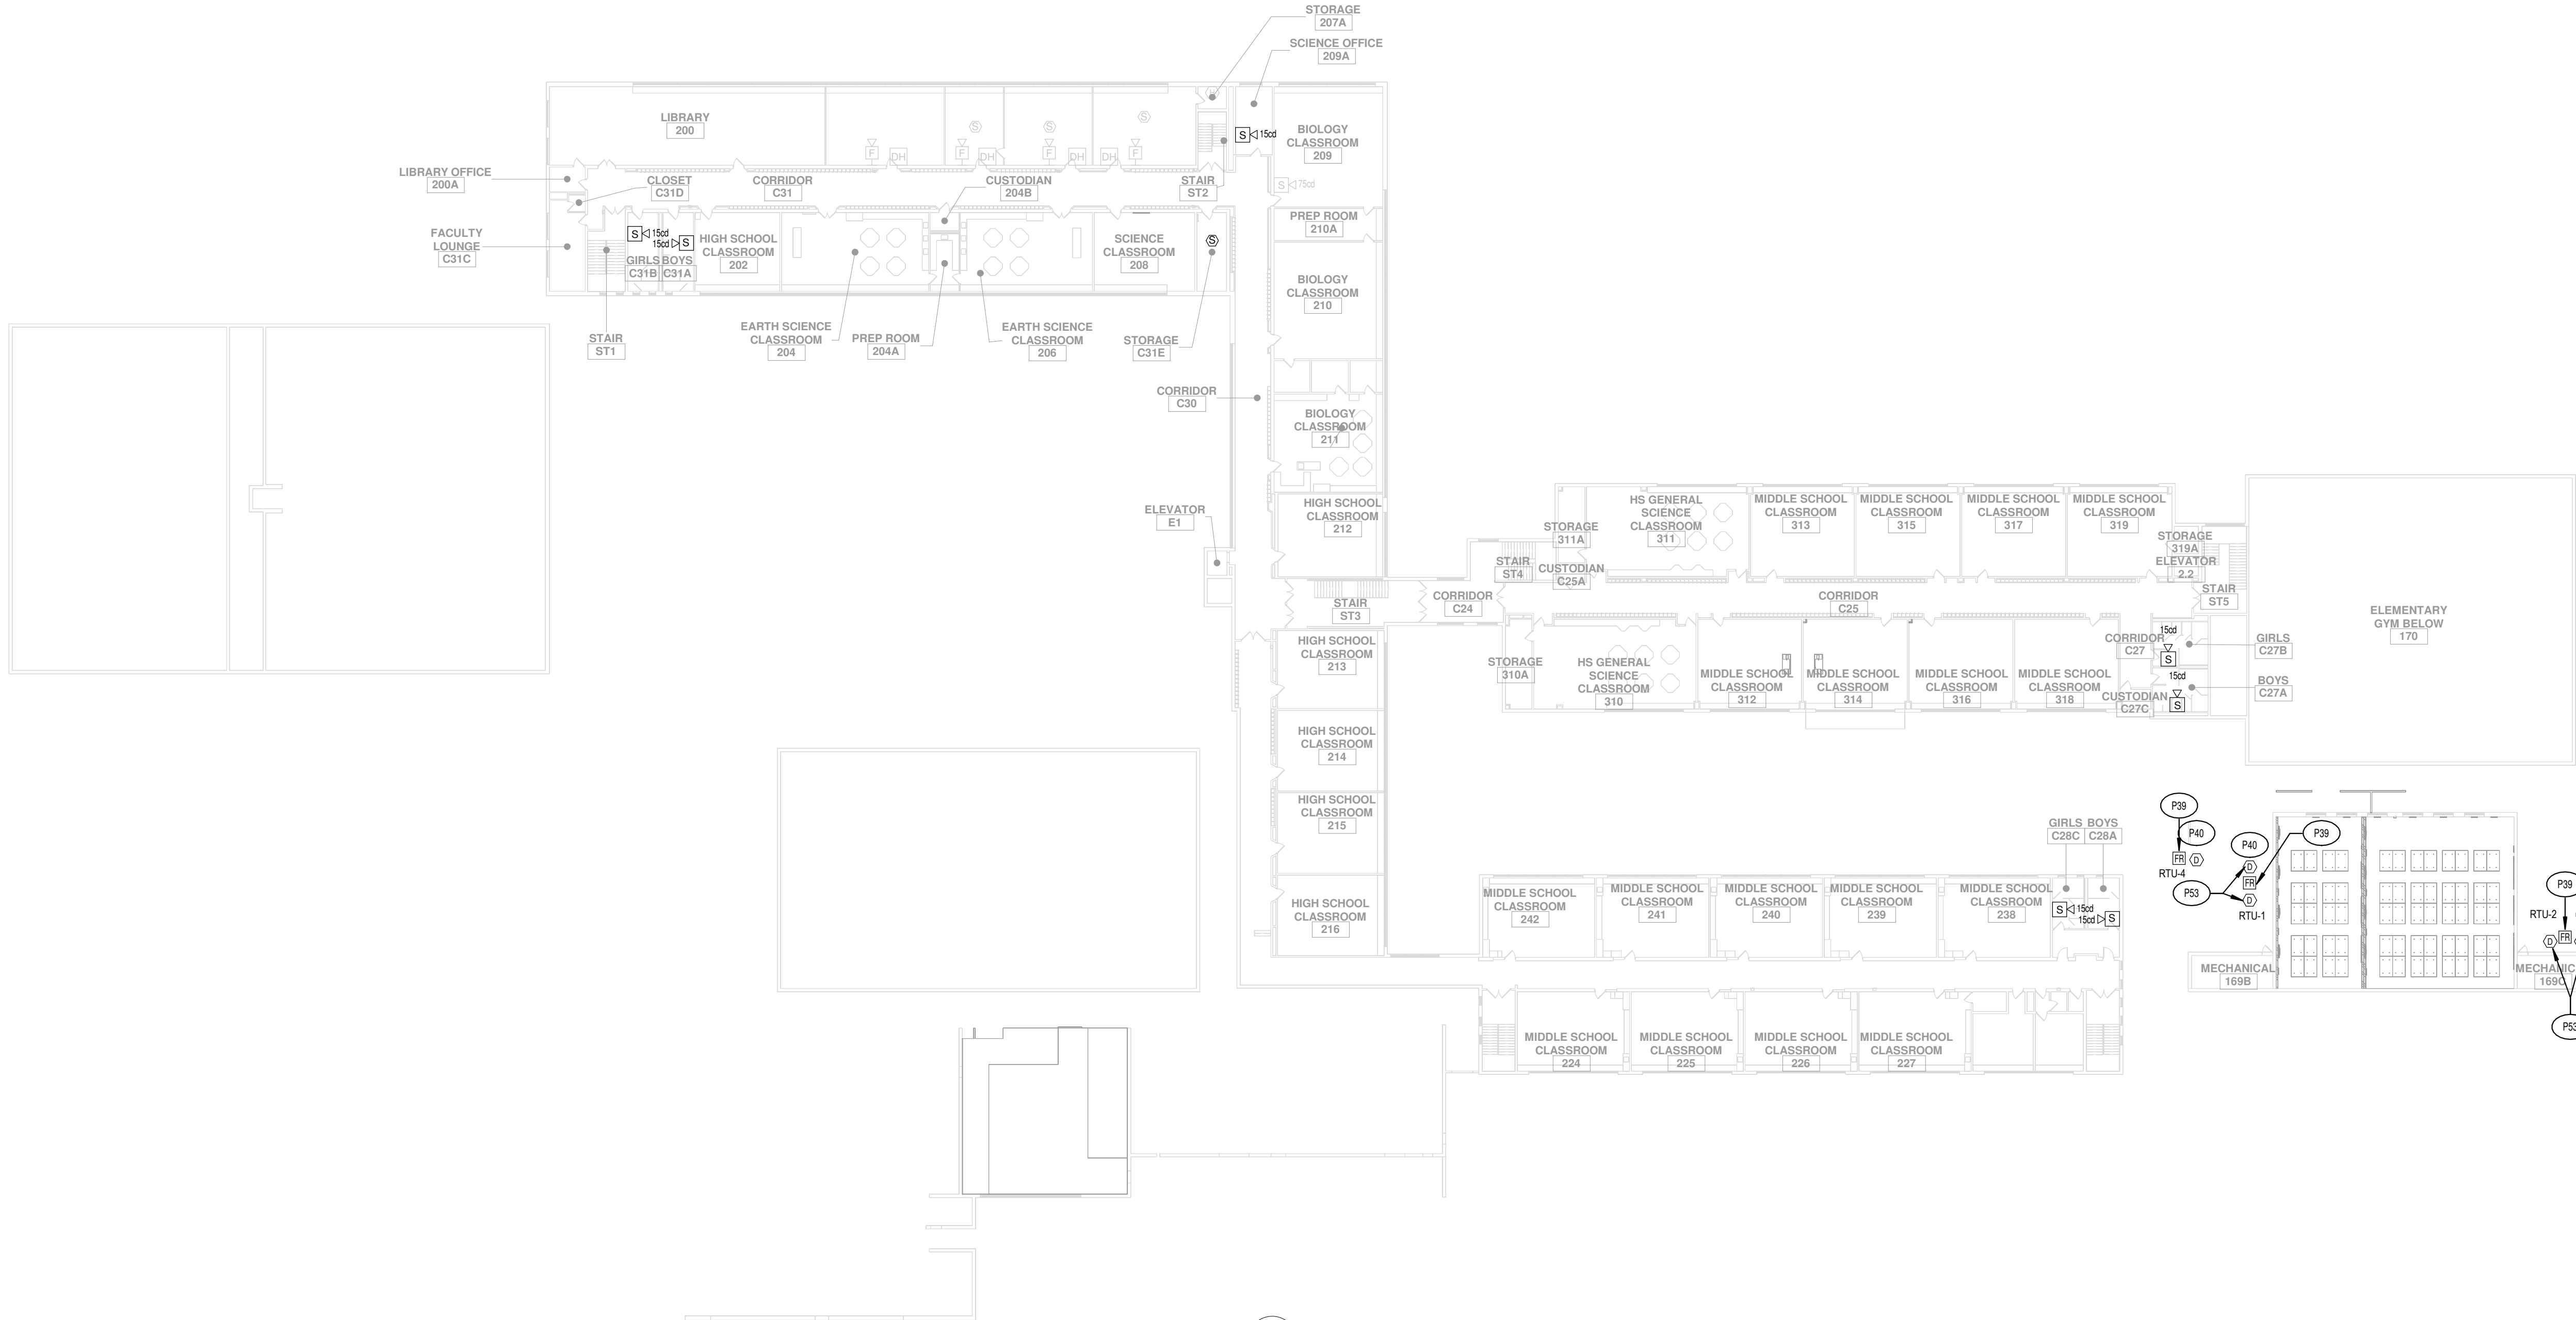 STORAGE
207A
SCIENCE OFFICE
209A
LIBRARY
200
BIOLOGY
CLASSROOM
209
S
S
S
S 15cd
F
DH
F
DH
F
DH
DH
F
LIBRARY OFFICE
200A
CLOSET
C31D
CORRIDOR
C31
CUSTODIAN
204B
STAIR
ST2
S 75cd
PREP ROOM
210A
FACULTY
LOUNGE
C31C
S 15cd
15cd S
GIRLS
C31B
BOYS
C31A
HIGH SCHOOL
CLASSROOM
202
SCIENCE
CLASSROOM
208
S
BIOLOGY
CLASSROOM
210
STAIR
ST1
EARTH SCIENCE
CLASSROOM
204
PREP ROOM
204A
EARTH SCIENCE
CLASSROOM
206
STORAGE
C31E
CORRIDOR
C30
BIOLOGY
CLASSROOM
211
ELEVATOR
E1
HIGH SCHOOL
CLASSROOM
212
STORAGE
311A
HS GENERAL
SCIENCE
CLASSROOM
311
MIDDLE SCHOOL
CLASSROOM
313
MIDDLE SCHOOL
CLASSROOM
315
MIDDLE SCHOOL
CLASSROOM
317
MIDDLE SCHOOL
CLASSROOM
319
STORAGE
319A
ELEVATOR
2.2
STAIR
ST4
CUSTODIAN
C25A
STAIR
ST5
STAIR
ST3
CORRIDOR
C24
CORRIDOR
C25
ELEMENTARY
GYM BELOW
170
HIGH SCHOOL
CLASSROOM
213
STORAGE
310A
HS GENERAL
SCIENCE
CLASSROOM
310
MIDDLE SCHOOL
CLASSROOM
312
MIDDLE SCHOOL
CLASSROOM
314
MIDDLE SCHOOL
CLASSROOM
316
MIDDLE SCHOOL
CLASSROOM
318
CORRIDOR
C27
15cd
S
GIRLS
C27B
15cd
S
BOYS
C27A
CUSTODIAN
C27C
HIGH SCHOOL
CLASSROOM
214
HIGH SCHOOL
CLASSROOM
215
HIGH SCHOOL
CLASSROOM
216
GIRLS
C28C
BOYS
C28A
P39
P40
FR D
RTU-4
P40
P39
D
FR
P53
D
RTU-1
P39
RTU-2
FR
D
MIDDLE SCHOOL
CLASSROOM
242
MIDDLE SCHOOL
CLASSROOM
241
MIDDLE SCHOOL
CLASSROOM
240
MIDDLE SCHOOL
CLASSROOM
239
MIDDLE SCHOOL
CLASSROOM
238
S 15cd
15cd S
MECHANICAL
169B
MECHANIC
169C
P53
MIDDLE SCHOOL
CLASSROOM
224
MIDDLE SCHOOL
CLASSROOM
225
MIDDLE SCHOOL
CLASSROOM
226
MIDDLE SCHOOL
CLASSROOM
227